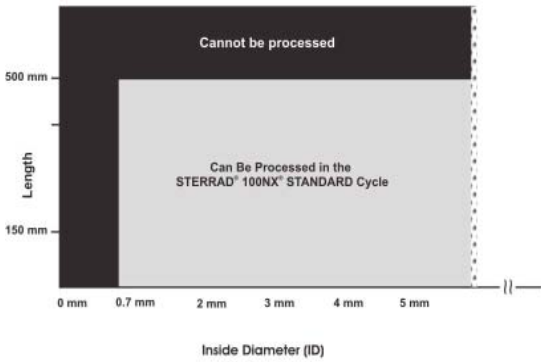 Cannot be processed
500 mm
Can Be Processed in the
STERRAD® 100NX® STANDARD Cycle
Length
150 mm
0 mm 0.7 mm 2 mm 3 mm 4 mm 5 mm
Inside Diameter (ID)